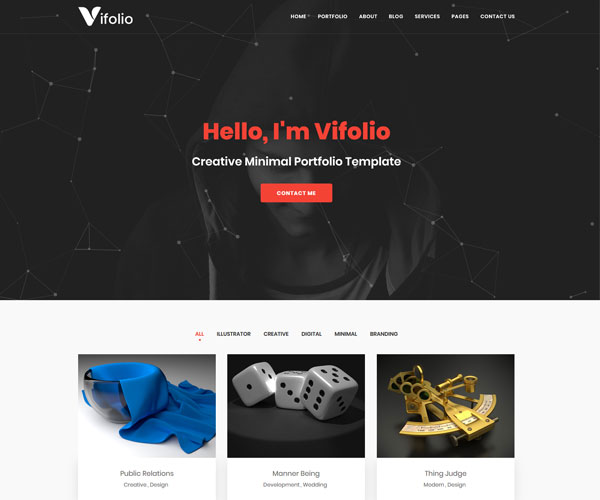 Vifolio
HOME PORTFOLIO ABOUT BLOG SERVICES PAGES CONTACT US
Hello, I'm Vifolio
Creative Minimal Portfolio Template
CONTACT ME
ALL ILLUSTRATOR CREATIVE DIGITAL MINIMAL BRANDING
Public Relations Manner Being Thing Judge
Creative , Design Development , Wedding Modern , Design